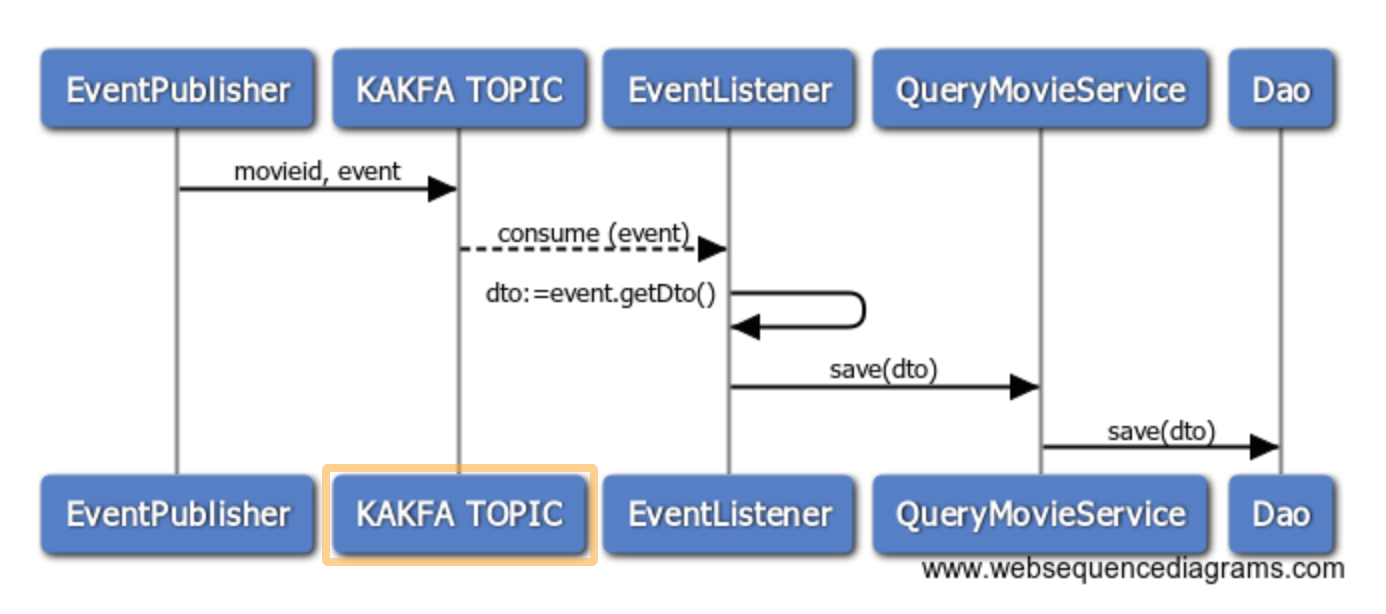 EventPublisher KAKFA TOPIC EventListener QueryMovieService Dao
movieid, event
consume (event)
dto:=event.getDto()
save(dto)
save(dto)
EventPublisher KAKFA TOPIC EventListener QueryMovieService Dao
www.websequencediagrams.com